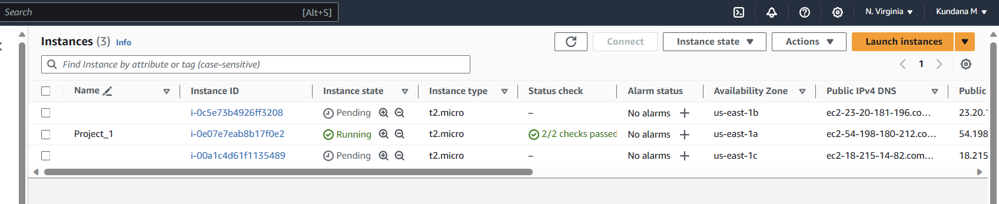 Search [Alt+S] N. Virginia Kundana M
Instances (3) Info Connect Instance state Actions Launch instances
Find Instance by attribute or tag (case-sensitive) 1
Name Instance ID Instance state Instance type Status check Alarm status Availability Zone Public IPv4 DNS Public
i-0c5e73b4926ff3208 Pending t2.micro – No alarms us-east-1b ec2-23-20-181-196.co... 23.20.1
Project_1 i-0e07e7eab8b17f0e2 Running t2.micro 2/2 checks passed No alarms us-east-1a ec2-54-198-180-212.co... 54.198
i-00a1c4d61f1135489 Pending t2.micro – No alarms us-east-1c ec2-18-215-14-82.com... 18.215